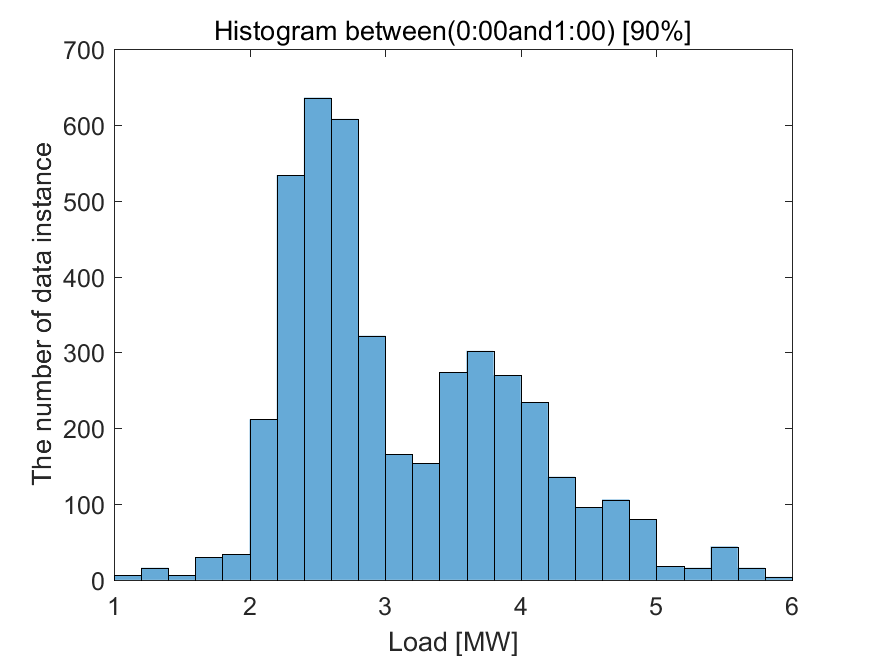 Histogram between(0:00and1:00) [90%]
700
600
500
400
300
200
100
0
The number of data instance
1 2 3 4 5 6
Load [MW]